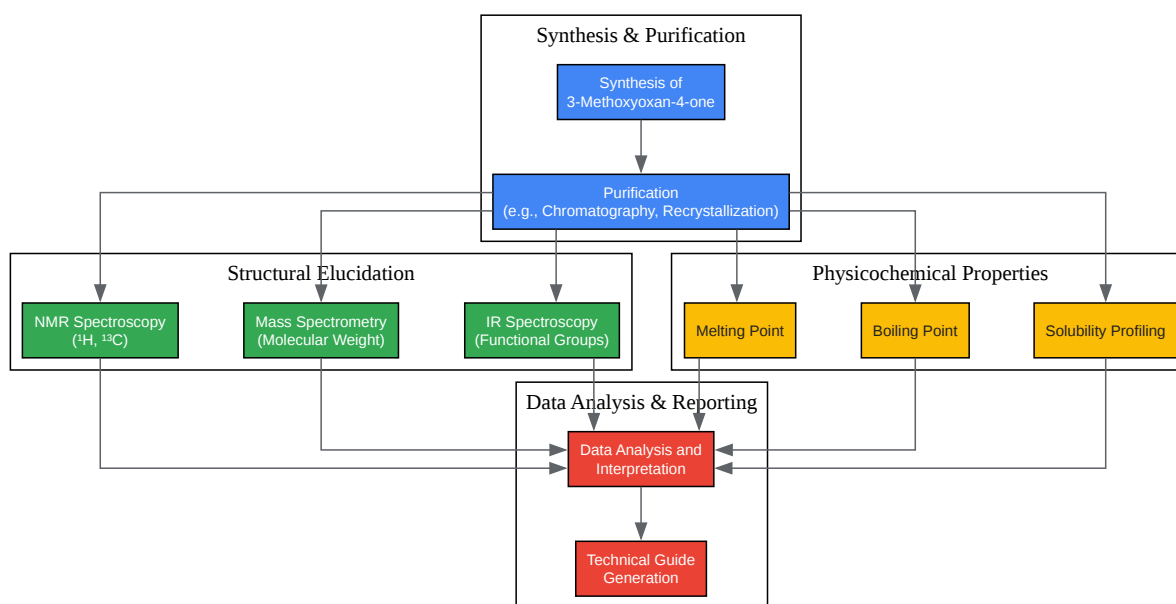 Synthesis & Purification
Synthesis of
3-Methoxyoxan-4-one
Purification
(e.g., Chromatography, Recrystallization)
Structural Elucidation
Physicochemical Properties
NMR Spectroscopy
(¹H, ¹³C)
Mass Spectrometry
(Molecular Weight)
IR Spectroscopy
(Functional Groups)
Melting Point
Boiling Point
Solubility Profiling
Data Analysis & Reporting
Data Analysis and
Interpretation
Technical Guide
Generation